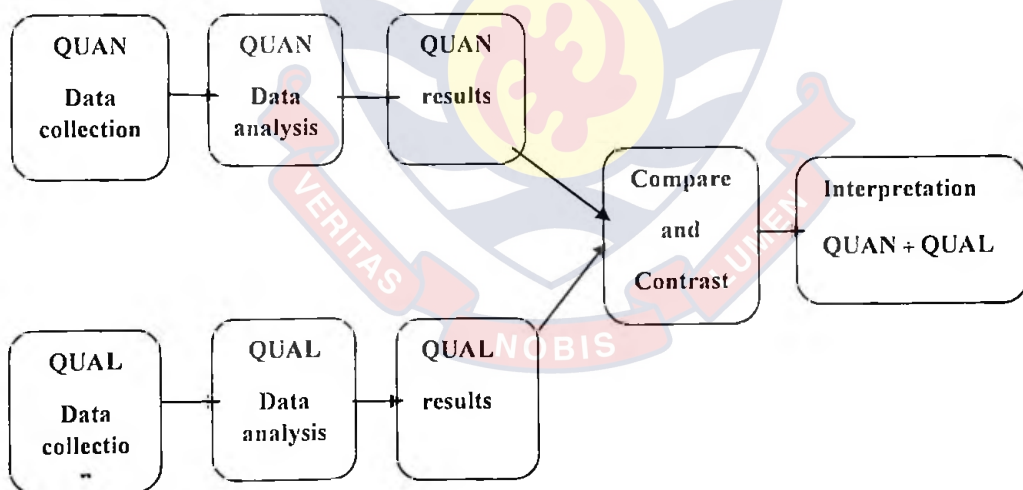 QUAN
Data
collection
QUAN
Data
analysis
QUAN
results
Compare
and
Contrast
Interpretation
QUAN + QUAL
QUAL
Data
collectio
QUAL
Data
analysis
QUAL
results
VERITAS
NOBIS
LUMEN